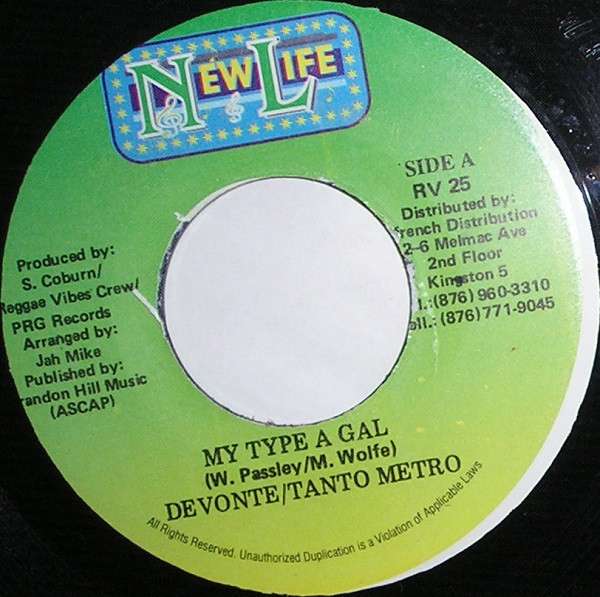 NEW LIFE
SIDE A
RV 25
Distributed by:
French Distribution
2-6 Melmac Ave
2nd Floor
Kingston 5
(876) 960-3310
(876) 771-9045
Produced by:
S. Coburn/
Reggae Vibes Crew/
PRG Records
Arranged by:
Jah Mike
Published by:
Hill Music
(ASCAP)
MY TYPE A GAL
(W. Passley/M. Wolfe)
DEVONTE/TANTO METRO
All Rights Reserved. Unauthorized Duplication is a Violation of Applicable Laws